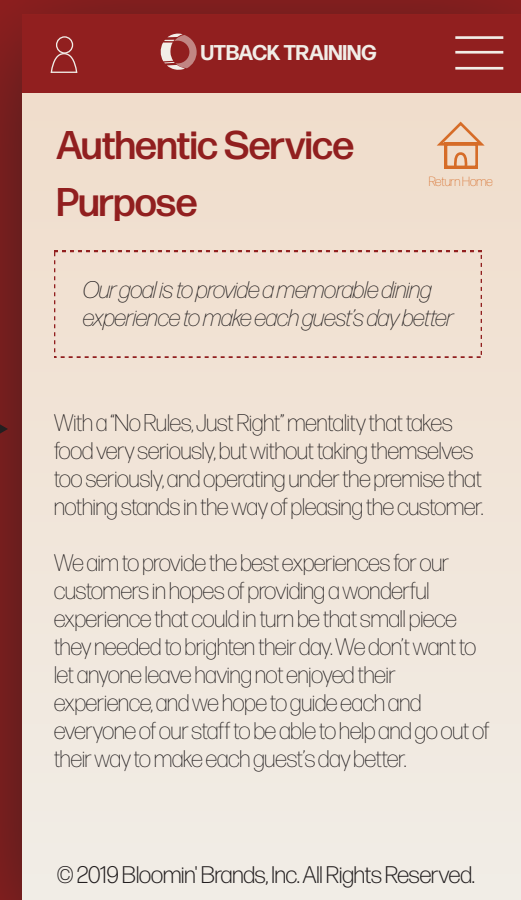 OUTBACK TRAINING
Authentic Service
Purpose
Return Home
Our goal is to provide a memorable dining
experience to make each guest's day better
With a "No Rules, Just Right" mentality that takes
food very seriously, but without taking themselves
too seriously, and operating under the premise that
nothing stands in the way of pleasing the customer.
We aim to provide the best experiences for our
customers in hopes of providing a wonderful
experience that could in turn be that small piece
they needed to brighten their day. We don't want to
let anyone leave having not enjoyed their
experience, and we hope to guide each and
everyone of our staff to be able to help and go out of
their way to make each guest's day better.
© 2019 Bloomin' Brands, Inc. All Rights Reserved.